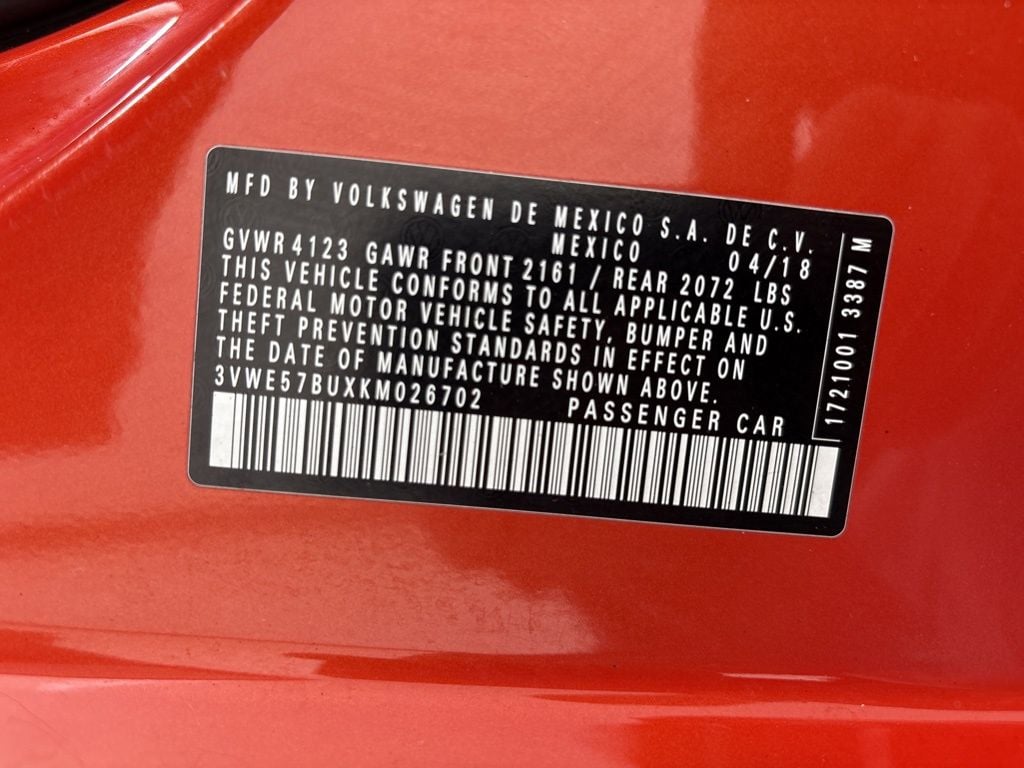 MFD BY VOLKSWAGEN DE MEXICO S.A. DE C.V.
MEXICO 04/18
GVWR 4123 GAWR FRONT 2161 / REAR 2072 LBS
THIS VEHICLE CONFORMS TO ALL APPLICABLE U.S.
FEDERAL MOTOR VEHICLE SAFETY, BUMPER AND
THEFT PREVENTION STANDARDS IN EFFECT ON
THE DATE OF MANUFACTURE SHOWN ABOVE.
3VWE57BUXKM026702 PASSENGER CAR
1721001 3387 M